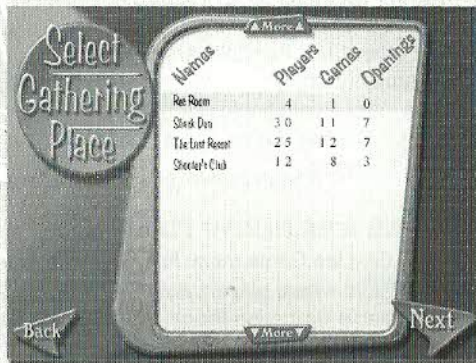 Select
Gathering
Place
More
Names Players Games Openings
Rec Room 4 1 0
Shark Den 30 11 7
The Last Resort 25 12 7
Shooter's Club 12 8 3
Back
More
Next